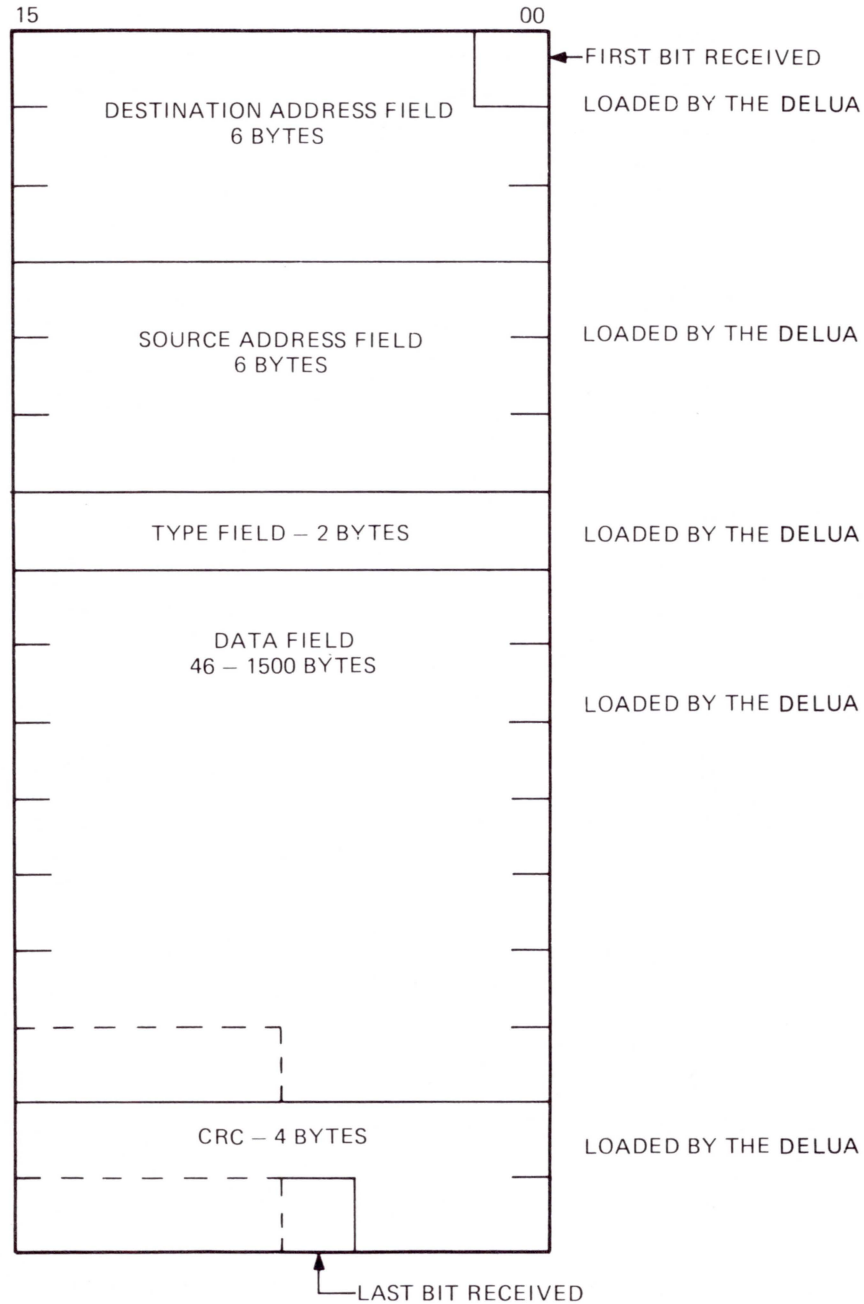 15 00
FIRST BIT RECEIVED
DESTINATION ADDRESS FIELD
6 BYTES
LOADED BY THE DELUA
SOURCE ADDRESS FIELD
6 BYTES
LOADED BY THE DELUA
TYPE FIELD – 2 BYTES
LOADED BY THE DELUA
DATA FIELD
46 – 1500 BYTES
LOADED BY THE DELUA
CRC – 4 BYTES
LOADED BY THE DELUA
LAST BIT RECEIVED